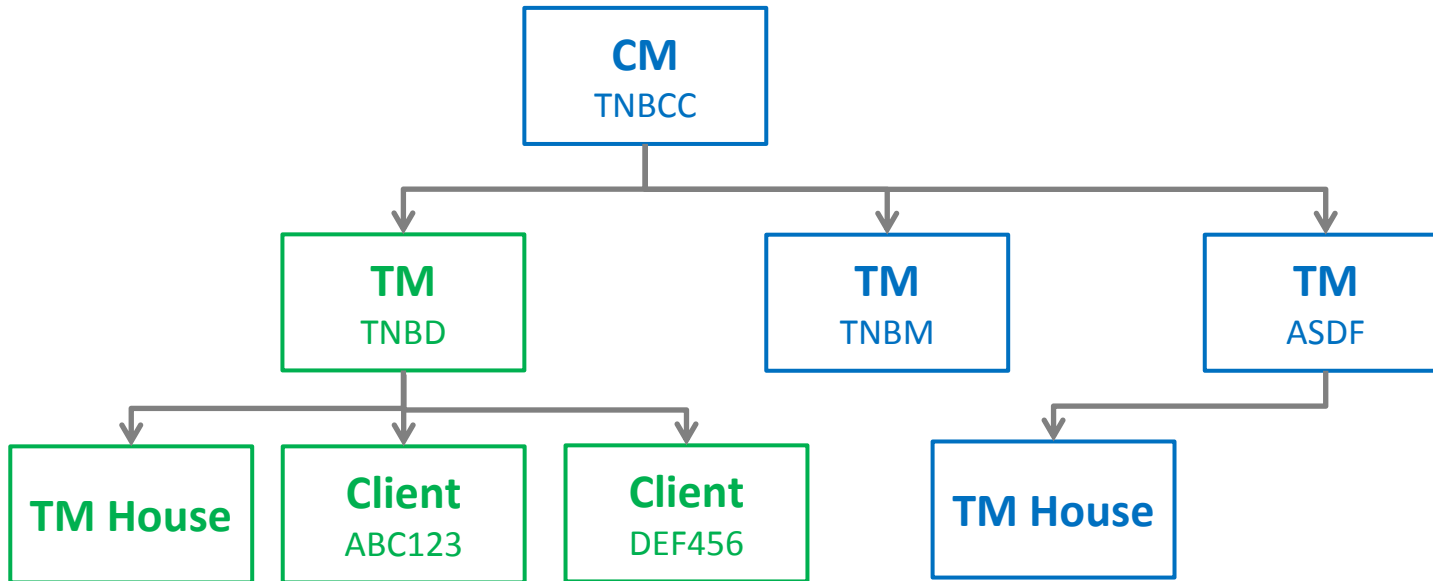 CM
TNBCC
TM
TNBD
TM
TNBM
TM
ASDF
TM House
Client
ABC123
Client
DEF456
TM House